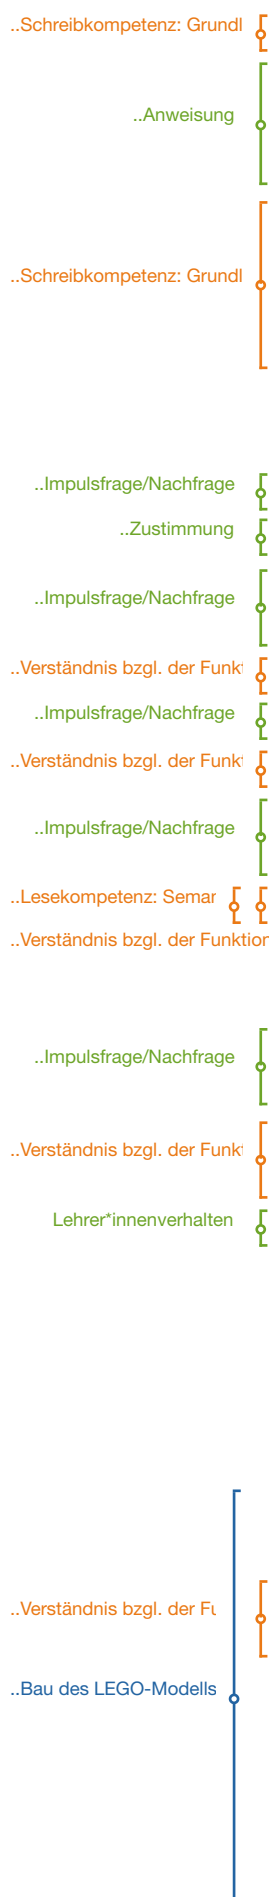 ..Schreibkompetenz: Grundl
..Anweisung
..Schreibkompetenz: Grundl
..Impulsfrage/Nachfrage
..Zustimmung
..Impulsfrage/Nachfrage
..Verständnis bzgl. der Funkt
..Impulsfrage/Nachfrage
..Verständnis bzgl. der Funkt
..Impulsfrage/Nachfrage
..Lesekompetenz: Seman
..Verständnis bzgl. der Funktion
..Impulsfrage/Nachfrage
..Verständnis bzgl. der Funkt
Lehrer*innenverhalten
..Verständnis bzgl. der Fu
..Bau des LEGO-Modells